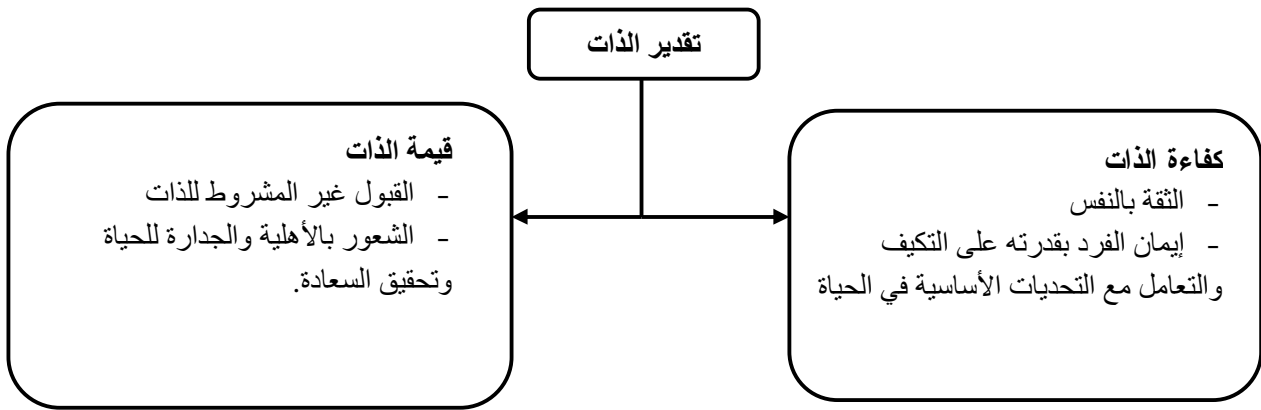 تقدير الذات
كفاءة الذات
- الثقة بالنفس
- إيمان الفرد بقدرته على التكيف
والتعامل مع التحديات الأساسية في الحياة
قيمة الذات
- القبول غير المشروط للذات
- الشعور بالأهلية والجدارة للحياة
وتحقيق السعادة.